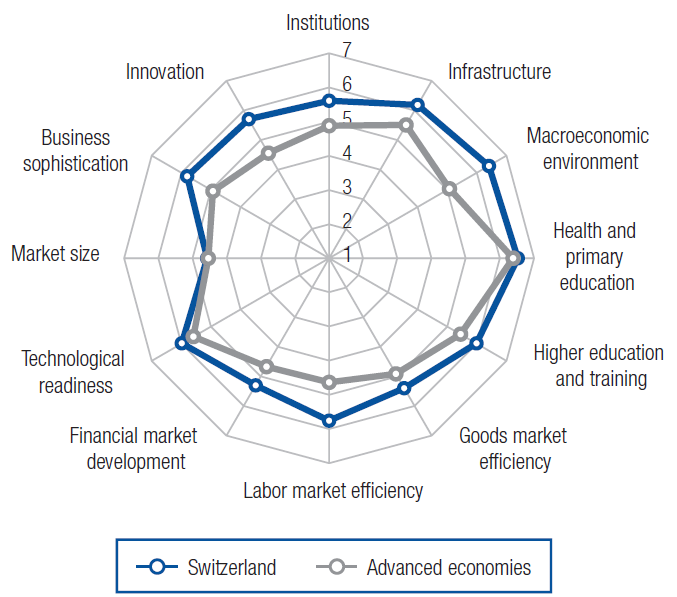 Institutions
7
6
5
4
3
2
1
Infrastructure
Macroeconomic
environment
Health and
primary
education
Higher education
and training
Goods market
efficiency
Labor market efficiency
Financial market
development
Technological
readiness
Market size
Business
sophistication
Innovation
Switzerland
Advanced economies